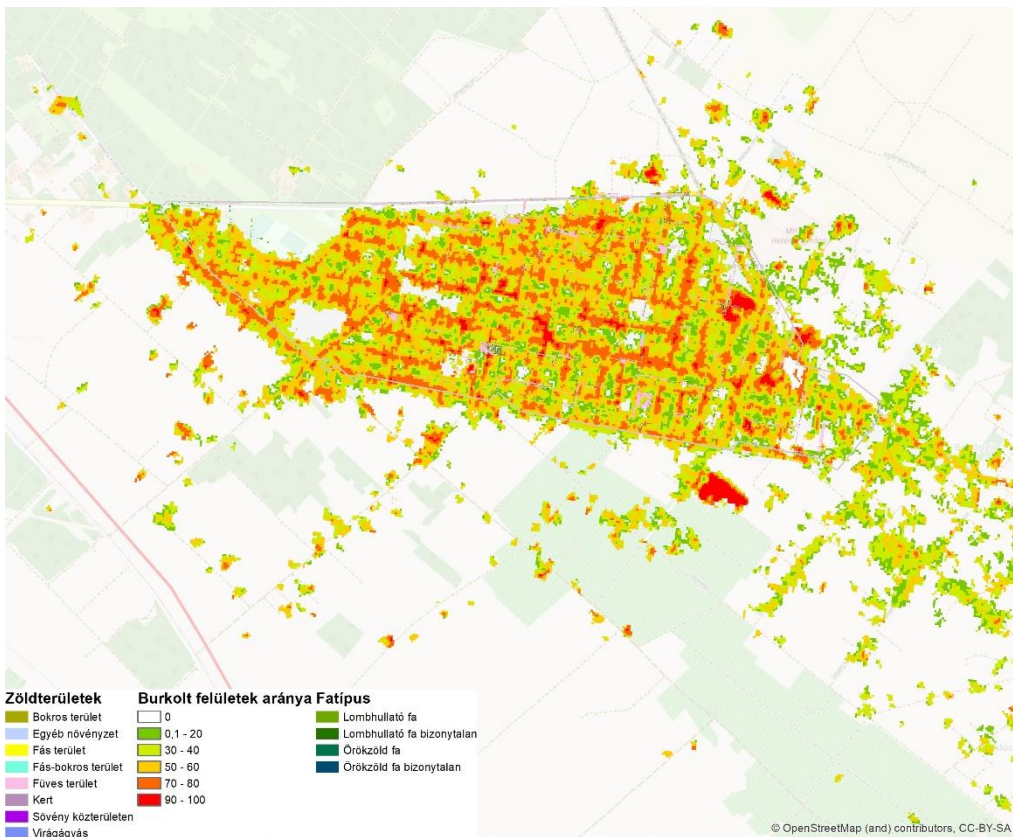 Zöldterületek
Bokros terület
Egyéb növényzet
Fás terület
Fás-bokros terület
Füves terület
Kert
Sövény közterületen
Virágágyás
Burkolt felületek aránya
0
0,1 - 20
30 - 40
50 - 60
70 - 80
90 - 100
Fatípus
Lombhullató fa
Lombhullató fa bizonytalan
Örökzöld fa
Örökzöld fa bizonytalan
© OpenStreetMap (and) contributors, CC-BY-SA